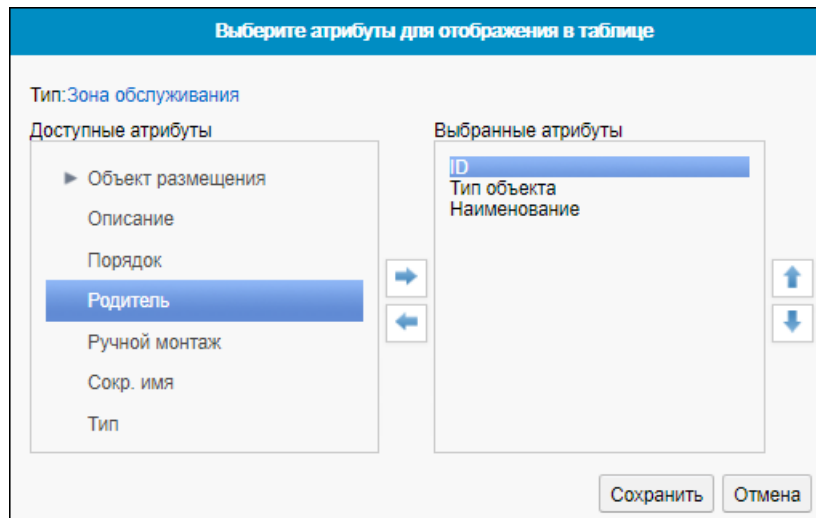 Выберите атрибуты для отображения в таблице
Тип:Зона обслуживания
Доступные атрибуты
Объект размещения
Описание
Порядок
Родитель
Ручной монтаж
Сокр. имя
Тип
Выбранные атрибуты
ID
Тип объекта
Наименование
Сохранить
Отмена